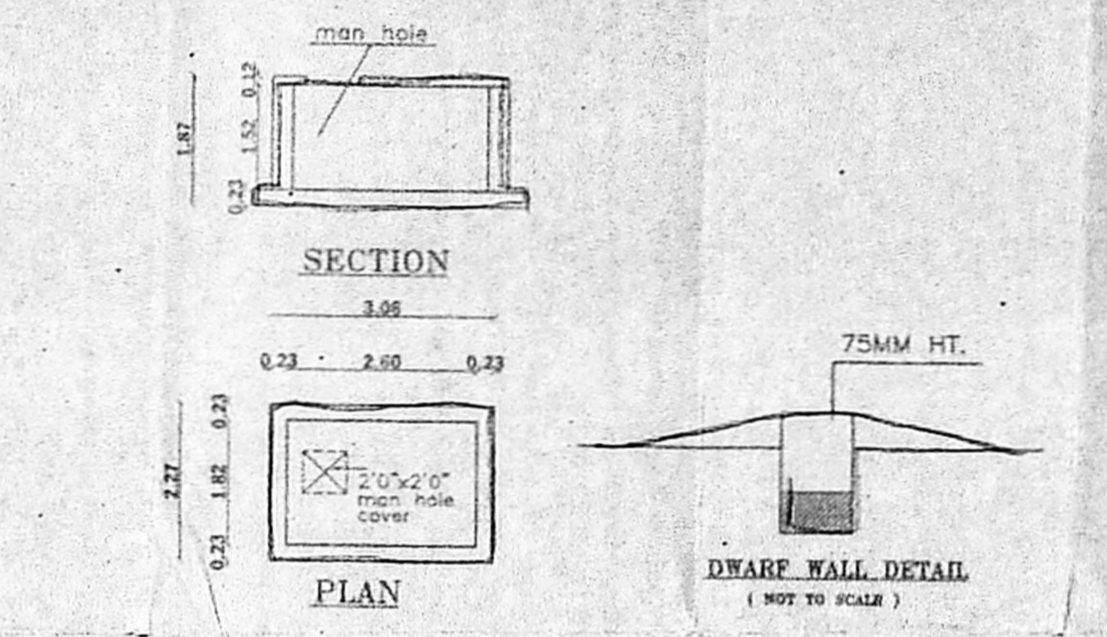 man hole
0.12
1.87
1.52
0.23
SECTION
3.06
0.23 2.60 0.23
0.23
2.27
1.82
2'0"x2'0"
man hole
cover
0.23
PLAN
75MM HT.
DWARF WALL DETAIL
( NOT TO SCALE )